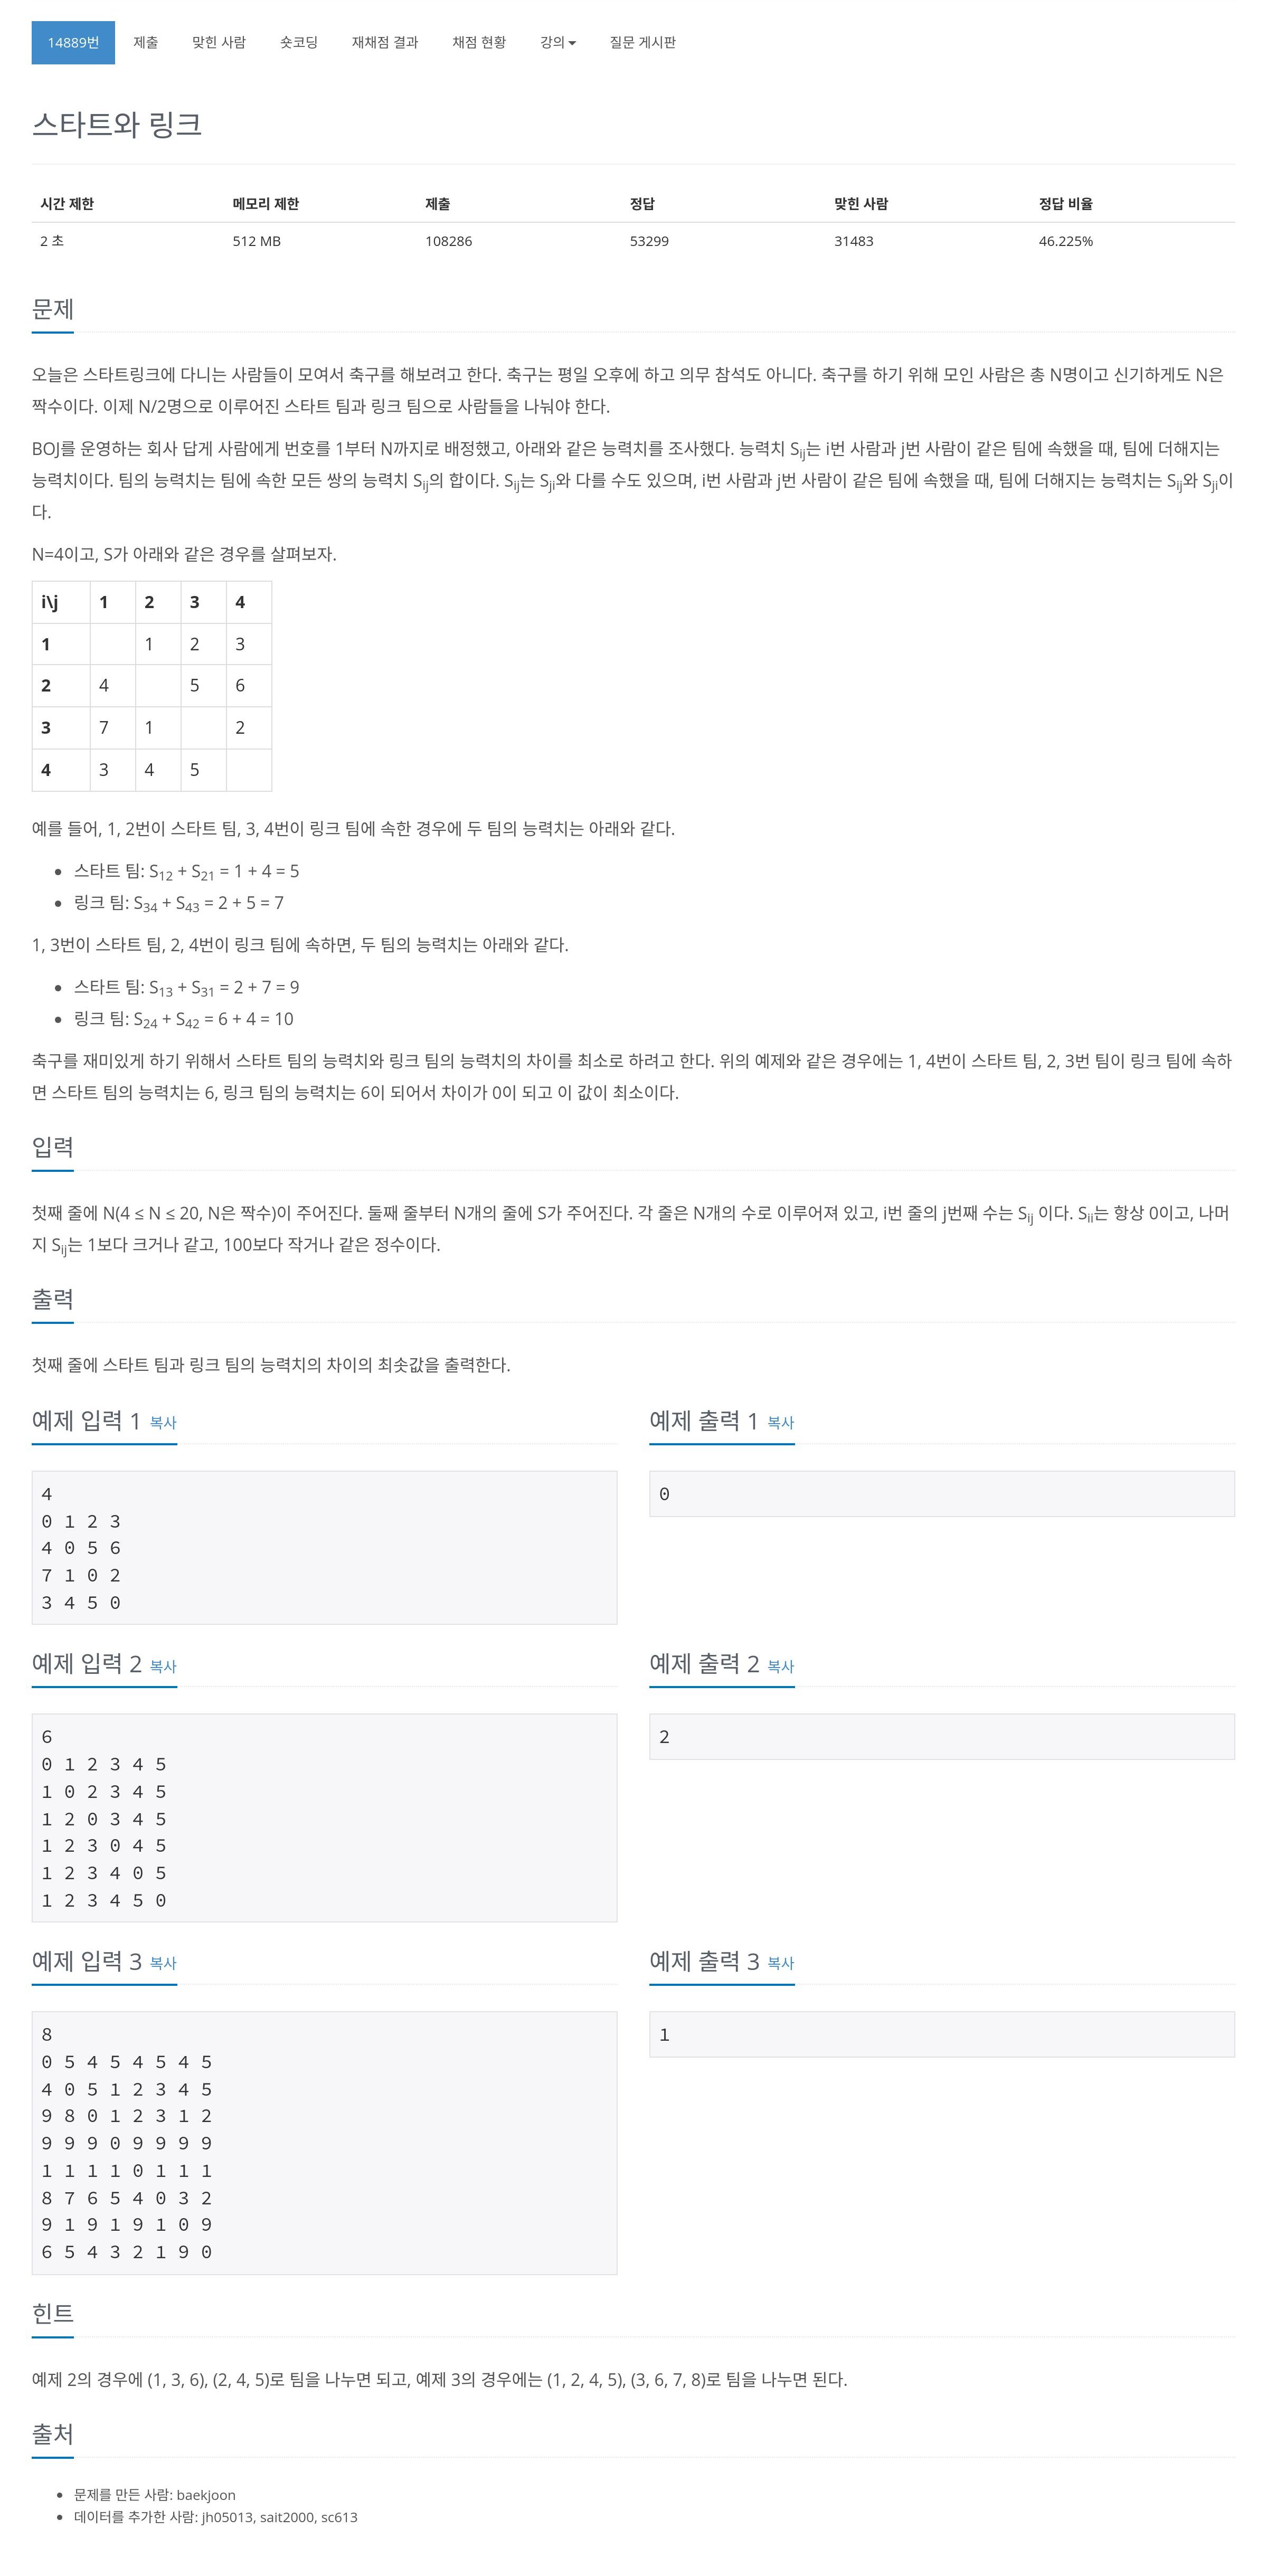 14889번 제출 맞힌 사람 숏코딩 재채점 결과 채점 현황 강의 질문 게시판
스타트와 링크
시간 제한 메모리 제한 제출 정답 맞힌 사람 정답 비율
2 초 512 MB 108286 53299 31483 46.225%
문제
오늘은 스타트링크에 다니는 사람들이 모여서 축구를 해보려고 한다. 축구는 평일 오후에 하고 의무 참석도 아니다. 축구를 하기 위해 모인 사람은 총 N명이고 신기하게도 N은
짝수이다. 이제 N/2명으로 이루어진 스타트 팀과 링크 팀으로 사람들을 나눠야 한다.
BOJ를 운영하는 회사 답게 사람에게 번호를 1부터 N까지로 배정했고, 아래와 같은 능력치를 조사했다. 능력치 Sij는 i번 사람과 j번 사람이 같은 팀에 속했을 때, 팀에 더해지는
능력치이다. 팀의 능력치는 팀에 속한 모든 쌍의 능력치 Sij의 합이다. Sij는 Sji와 다를 수도 있으며, i번 사람과 j번 사람이 같은 팀에 속했을 때, 팀에 더해지는 능력치는 Sij와 Sji이
다.
N=4이고, S가 아래와 같은 경우를 살펴보자.
i\j 1 2 3 4
1 1 2 3
2 4 5 6
3 7 1 2
4 3 4 5
예를 들어, 1, 2번이 스타트 팀, 3, 4번이 링크 팀에 속한 경우에 두 팀의 능력치는 아래와 같다.
• 스타트 팀: S12 + S21 = 1 + 4 = 5
• 링크 팀: S34 + S43 = 2 + 5 = 7
1, 3번이 스타트 팀, 2, 4번이 링크 팀에 속하면, 두 팀의 능력치는 아래와 같다.
• 스타트 팀: S13 + S31 = 2 + 7 = 9
• 링크 팀: S24 + S42 = 6 + 4 = 10
축구를 재미있게 하기 위해서 스타트 팀의 능력치와 링크 팀의 능력치의 차이를 최소로 하려고 한다. 위의 예제와 같은 경우에는 1, 4번이 스타트 팀, 2, 3번 팀이 링크 팀에 속하
면 스타트 팀의 능력치는 6, 링크 팀의 능력치는 6이 되어서 차이가 0이 되고 이 값이 최소이다.
입력
첫째 줄에 N(4 ≤ N ≤ 20, N은 짝수)이 주어진다. 둘째 줄부터 N개의 줄에 S가 주어진다. 각 줄은 N개의 수로 이루어져 있고, i번 줄의 j번째 수는 Sij 이다. Sii는 항상 0이고, 나머
지 Sij는 1보다 크거나 같고, 100보다 작거나 같은 정수이다.
출력
첫째 줄에 스타트 팀과 링크 팀의 능력치의 차이의 최솟값을 출력한다.
예제 입력 1 복사
4
0 1 2 3
4 0 5 6
7 1 0 2
3 4 5 0
예제 출력 1 복사
0
예제 입력 2 복사
6
0 1 2 3 4 5
1 0 2 3 4 5
1 2 0 3 4 5
1 2 3 0 4 5
1 2 3 4 0 5
1 2 3 4 5 0
예제 출력 2 복사
2
예제 입력 3 복사
8
0 5 4 5 4 5 4 5
4 0 5 1 2 3 4 5
9 8 0 1 2 3 1 2
9 9 9 0 9 9 9 9
1 1 1 1 0 1 1 1
8 7 6 5 4 0 3 2
9 1 9 1 9 1 0 9
6 5 4 3 2 1 9 0
예제 출력 3 복사
1
힌트
예제 2의 경우에 (1, 3, 6), (2, 4, 5)로 팀을 나누면 되고, 예제 3의 경우에는 (1, 2, 4, 5), (3, 6, 7, 8)로 팀을 나누면 된다.
출처
• 문제를 만든 사람: baekjoon
• 데이터를 추가한 사람: jh05013, sait2000, sc613